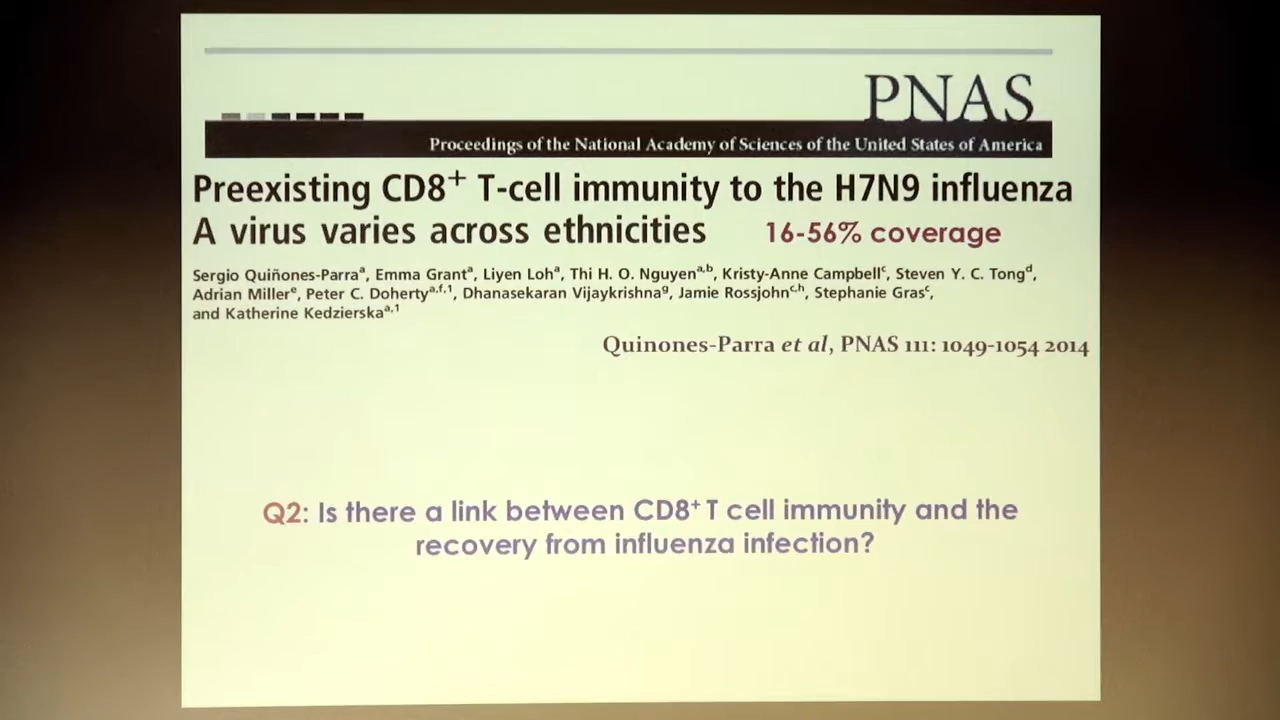 PNAS
Proceedings of the National Academy of Sciences of the United States of America
Preexisting CD8⁺ T-cell immunity to the H7N9 influenza
A virus varies across ethnicities 16-56% coverage
Sergio Quiñones-Parraᵃ, Emma Grantᵃ, Liyen Lohᵃ, Thi H. O. Nguyenᵃ,ᵇ, Kristy-Anne Campbellᶜ, Steven Y. C. Tongᵈ,
Adrian Millerᵉ, Peter C. Dohertyᵃ,ᶠ,¹, Dhanasekaran Vijaykrishnaᵍ, Jamie Rossjohnᶜ,ʰ, Stephanie Grasᶜ,
and Katherine Kedzierskaᵃ,¹
Quinones-Parra et al, PNAS 111: 1049-1054 2014
Q2: Is there a link between CD8⁺ T cell immunity and the
recovery from influenza infection?